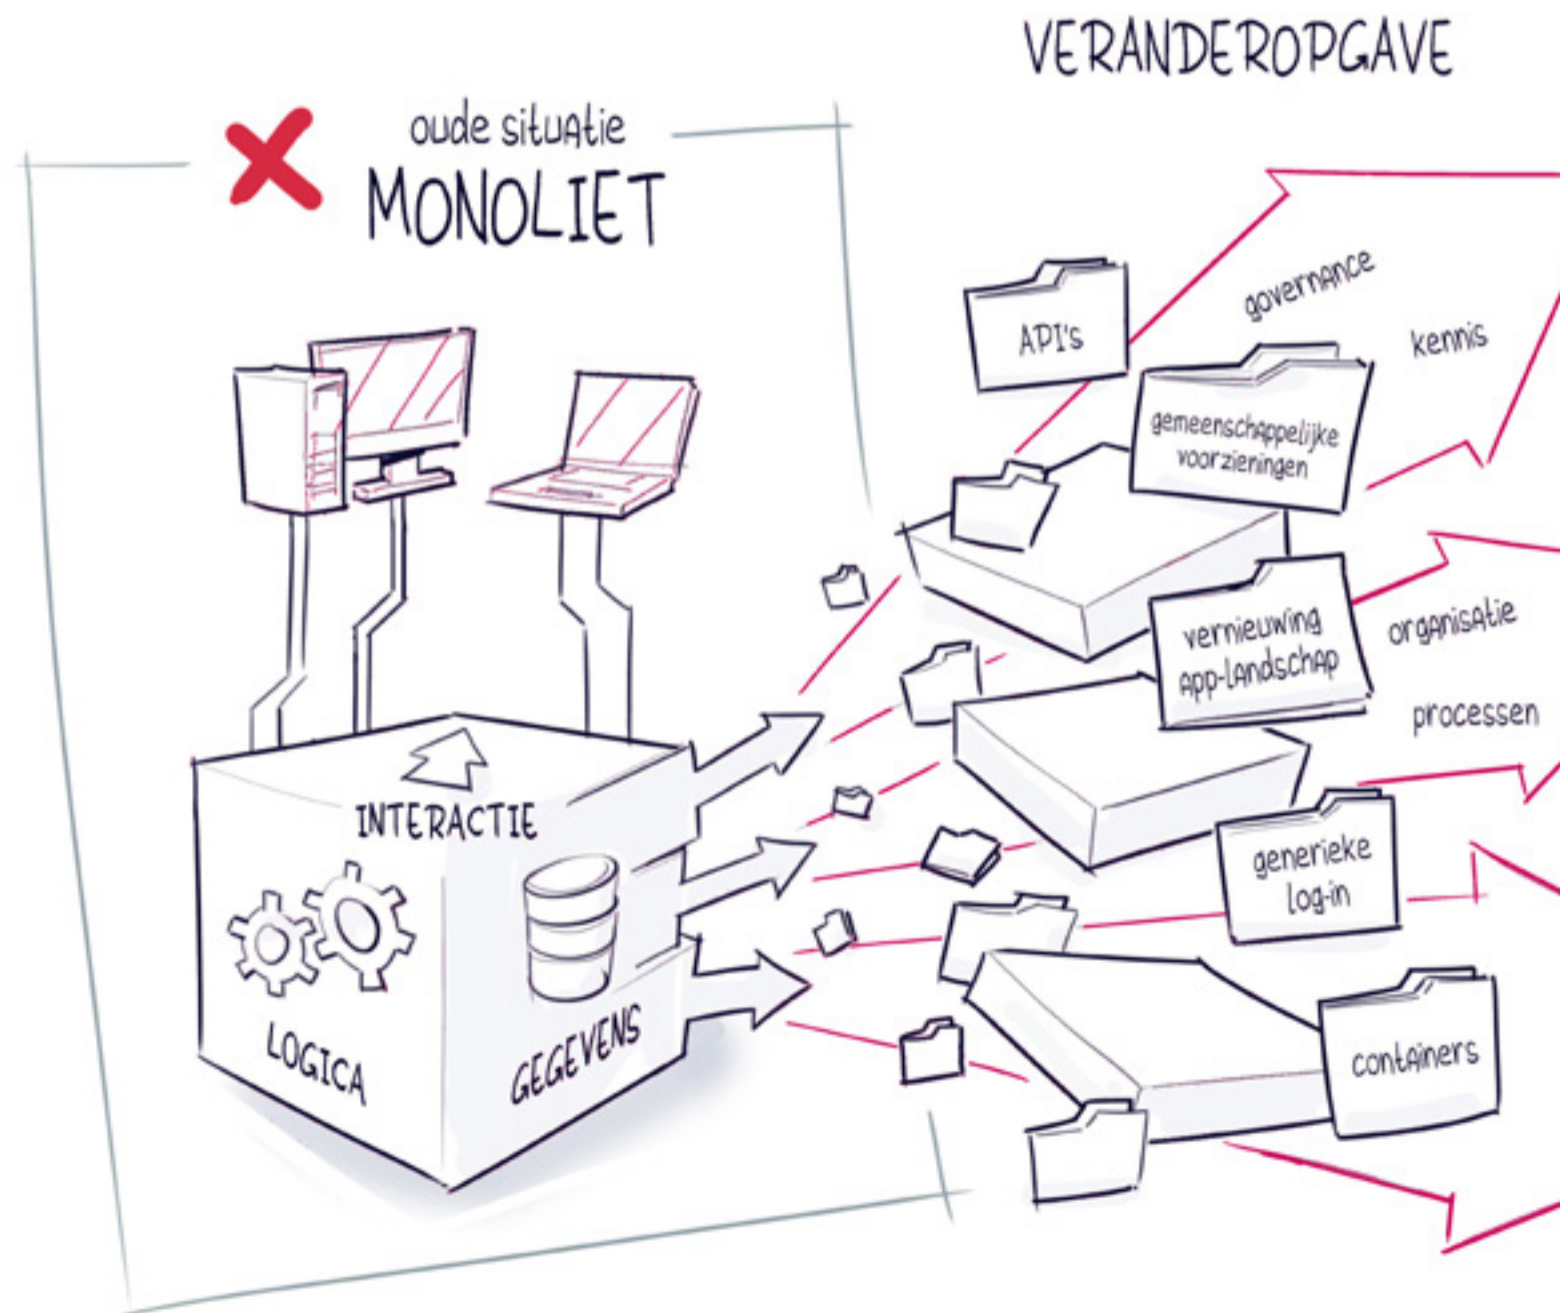 VERANDEROPGAVE
oude situatie
MONOLIET
INTERACTIE
LOGICA
GEGEVENS
API's
governance
kennis
gemeenschappelijke
voorzieningen
vernieuwing
app-landschap
organisatie
processen
generieke
log-in
containers